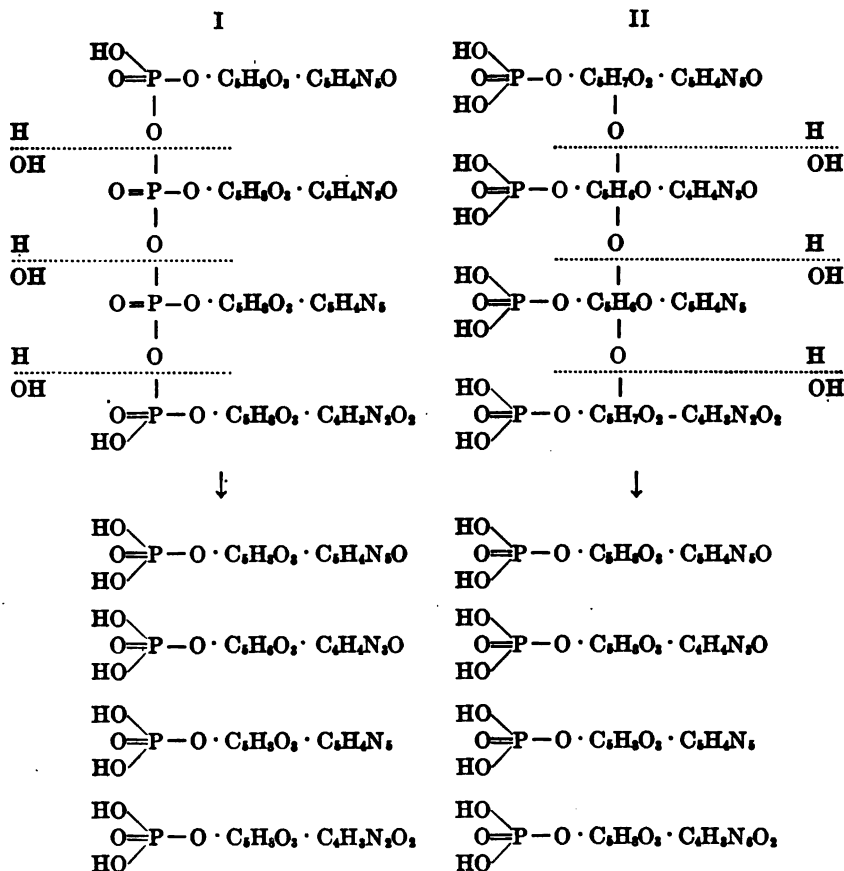 I
HO
O=P—O·C₅H₈O₃·C₅H₄N₅O
O
H
OH
O=P—O·C₅H₈O₃·C₄H₄N₃O
O
H
OH
O=P—O·C₅H₈O₃·C₅H₄N₅
O
H
OH
O=P—O·C₅H₈O₃·C₄H₃N₂O₂
HO
↓
HO
O=P—O·C₅H₈O₃·C₅H₄N₅O
HO
HO
O=P—O·C₅H₈O₃·C₄H₄N₃O
HO
HO
O=P—O·C₅H₈O₃·C₅H₄N₅
HO
HO
O=P—O·C₅H₈O₃·C₄H₃N₂O₂
HO
II
HO
O=P—O·C₅H₇O₂·C₅H₄N₅O
HO
O
H
OH
HO
O=P—O·C₅H₆O·C₄H₄N₃O
HO
O
H
OH
HO
O=P—O·C₅H₆O·C₅H₄N₅
HO
O
H
OH
HO
O=P—O·C₅H₇O₂-C₄H₃N₂O₂
HO
↓
HO
O=P—O·C₅H₈O₃·C₅H₄N₅O
HO
HO
O=P—O·C₅H₈O₃·C₄H₄N₃O
HO
HO
O=P—O·C₅H₈O₃·C₅H₄N₅
HO
HO
O=P—O·C₅H₈O₃·C₄H₃N₅O₂
HO